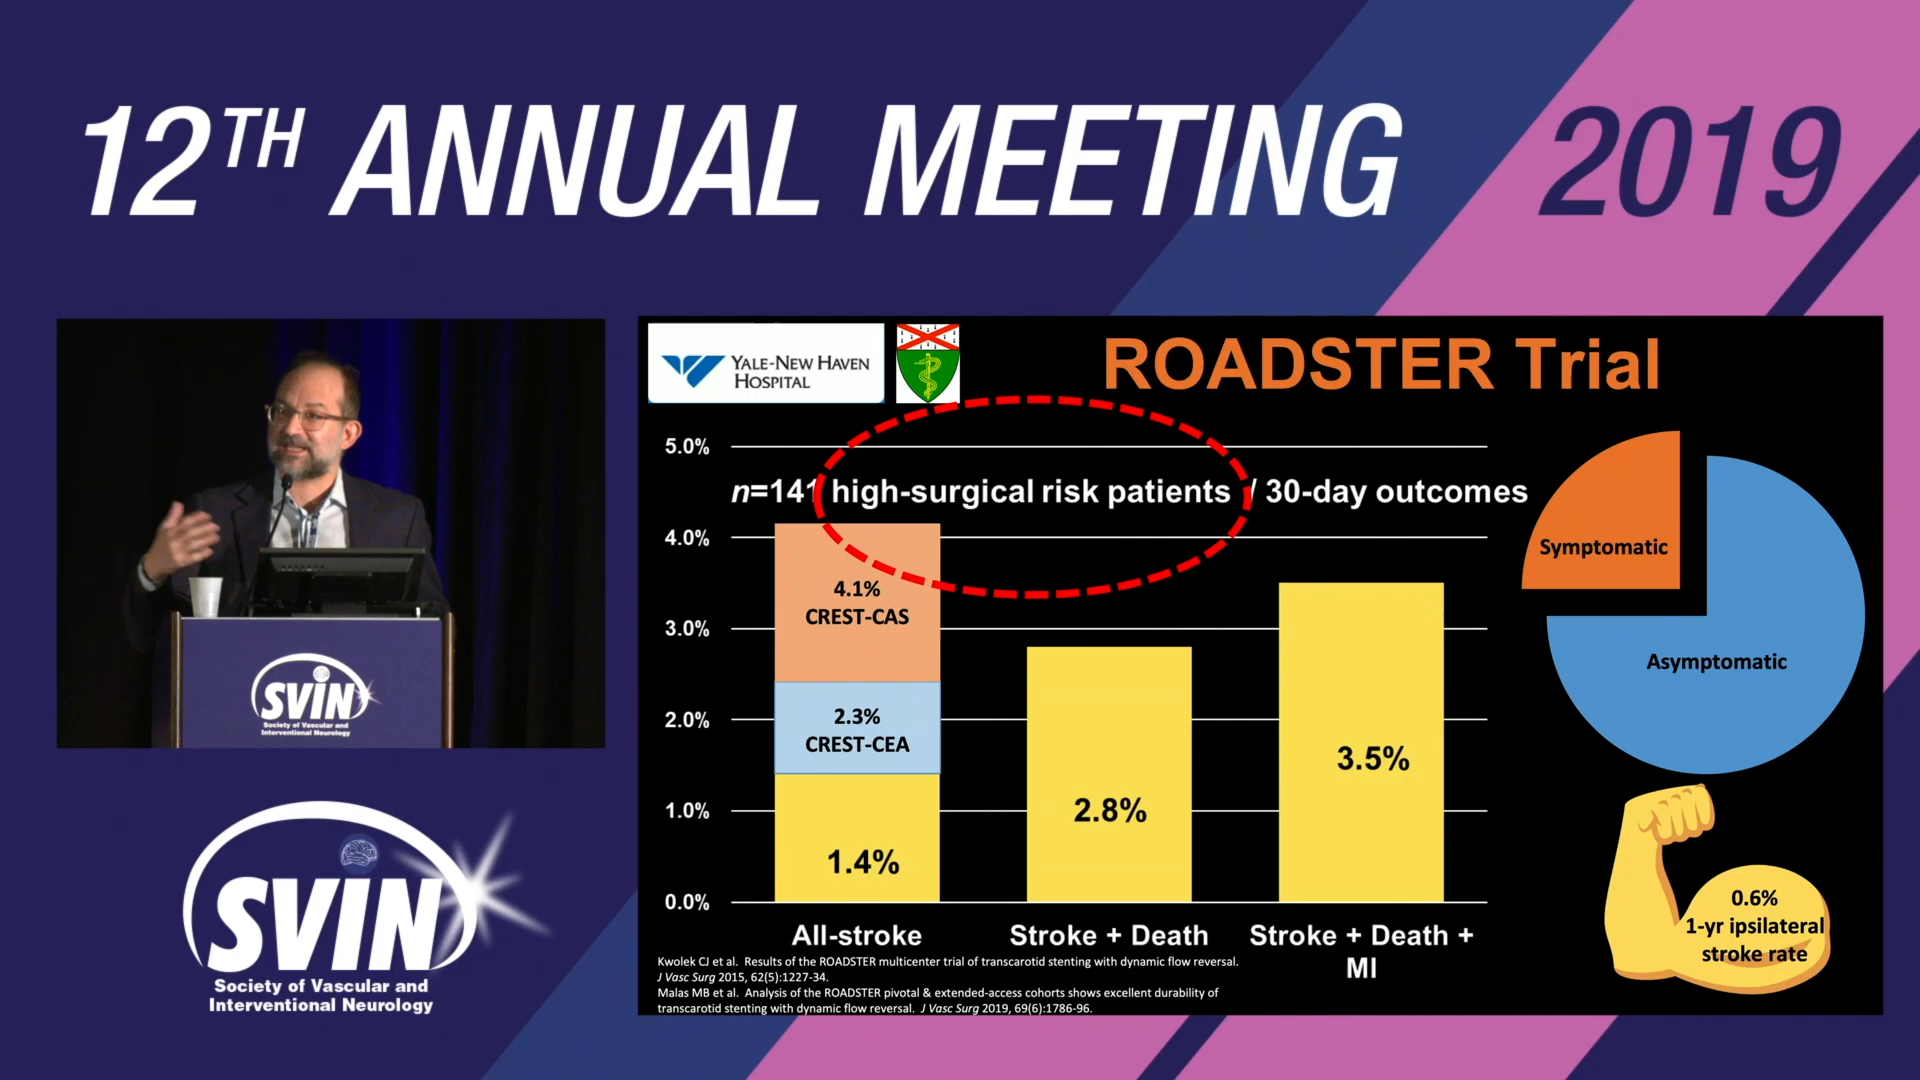 12TH ANNUAL MEETING 2019
YALE-NEW HAVEN
HOSPITAL
ROADSTER Trial
5.0%
n=141 high-surgical risk patients / 30-day outcomes
4.0%
3.0%
2.0%
1.0%
0.0%
4.1%
CREST-CAS
2.3%
CREST-CEA
1.4%
2.8%
3.5%
All-stroke
Stroke + Death
Stroke + Death +
MI
Symptomatic
Asymptomatic
0.6%
1-yr ipsilateral
stroke rate
Kwolek CJ et al. Results of the ROADSTER multicenter trial of transcarotid stenting with dynamic flow reversal.
J Vasc Surg 2015, 62(5):1227-34.
Malas MB et al. Analysis of the ROADSTER pivotal & extended-access cohorts shows excellent durability of
transcarotid stenting with dynamic flow reversal. J Vasc Surg 2019, 69(6):1786-96.
SVIN
Society of Vascular and
Interventional Neurology
SVIN
Society of Vascular and
Interventional Neurology